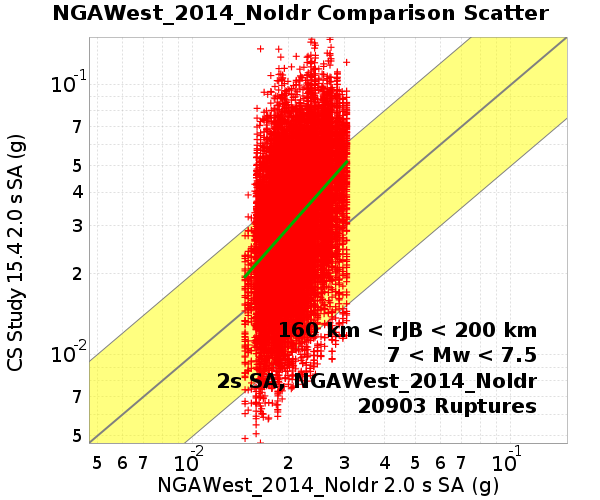 NGAWest_2014_NoIdr Comparison Scatter
CS Study 15.4 2.0 s SA (g)
10-1
7
5
4
3
2
10-2
7
5
160 km < rJB < 200 km
7 < Mw < 7.5
2s SA, NGAWest_2014_NoIdr
20903 Ruptures
5 6 7 10-2 2 3 4 5 6 7 10-1
NGAWest_2014_NoIdr 2.0 s SA (g)